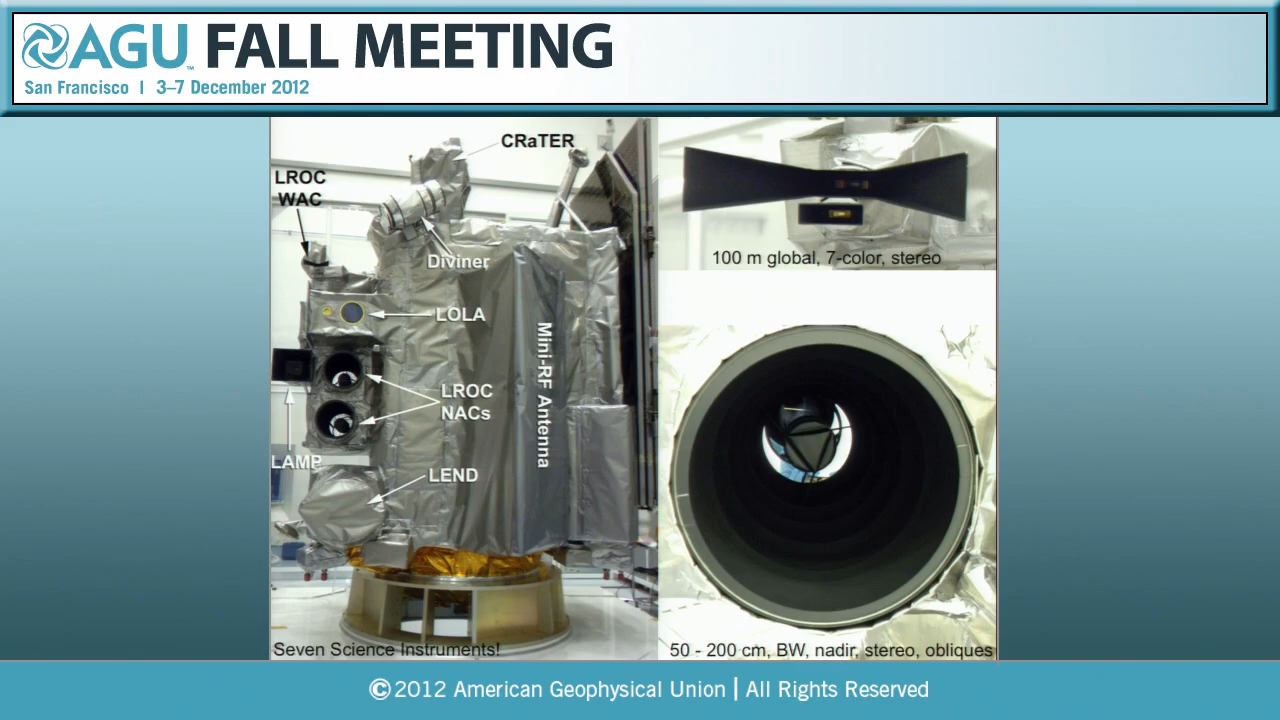 AGU™ FALL MEETING
San Francisco | 3–7 December 2012
CRaTER
LROC
WAC
Diviner
LOLA
Mini-RF Antenna
LROC
NACs
LAMP
LEND
Seven Science Instruments!
100 m global, 7-color, stereo
50 - 200 cm, BW, nadir, stereo, obliques
©2012 American Geophysical Union | All Rights Reserved